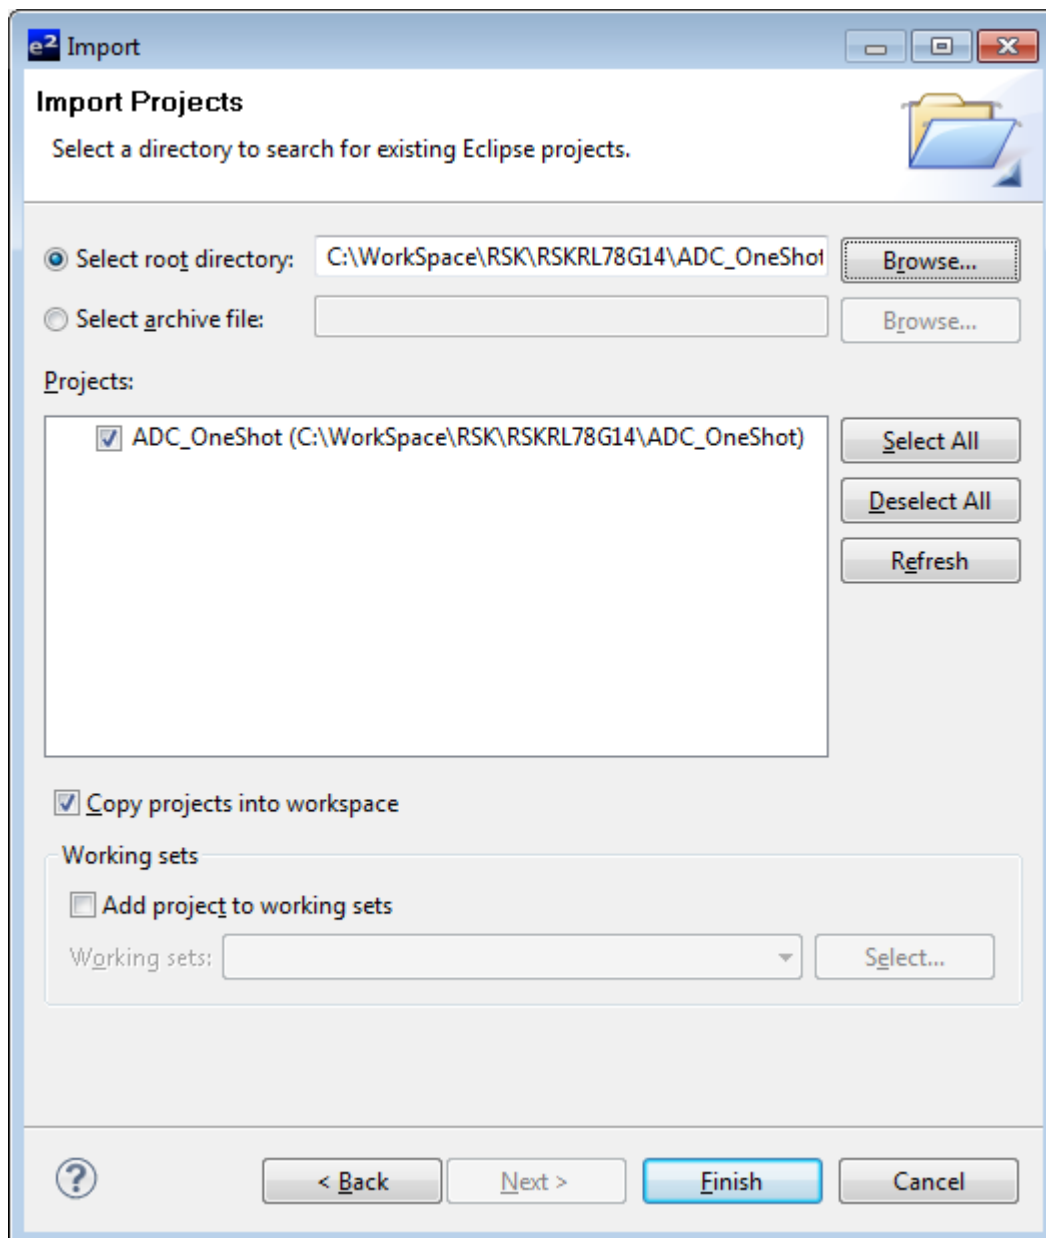 e² Import
Import Projects
Select a directory to search for existing Eclipse projects.
Select root directory: C:\WorkSpace\RSK\RSKRL78G14\ADC_OneShot Browse...
Select archive file: Browse...
Projects:
ADC_OneShot (C:\WorkSpace\RSK\RSKRL78G14\ADC_OneShot) Select All
Deselect All
Refresh
Copy projects into workspace
Working sets
Add project to working sets
Working sets: Select...
? < Back Next > Finish Cancel